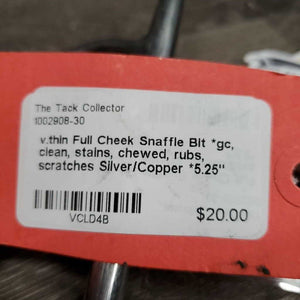 The Tack Collector
1002908-30
v.thin Full Cheek Snaffle Bit *gc,
clean, stains, chewed, rubs,
scratches Silver/Copper *5.25"
VCLD4B
$20.00